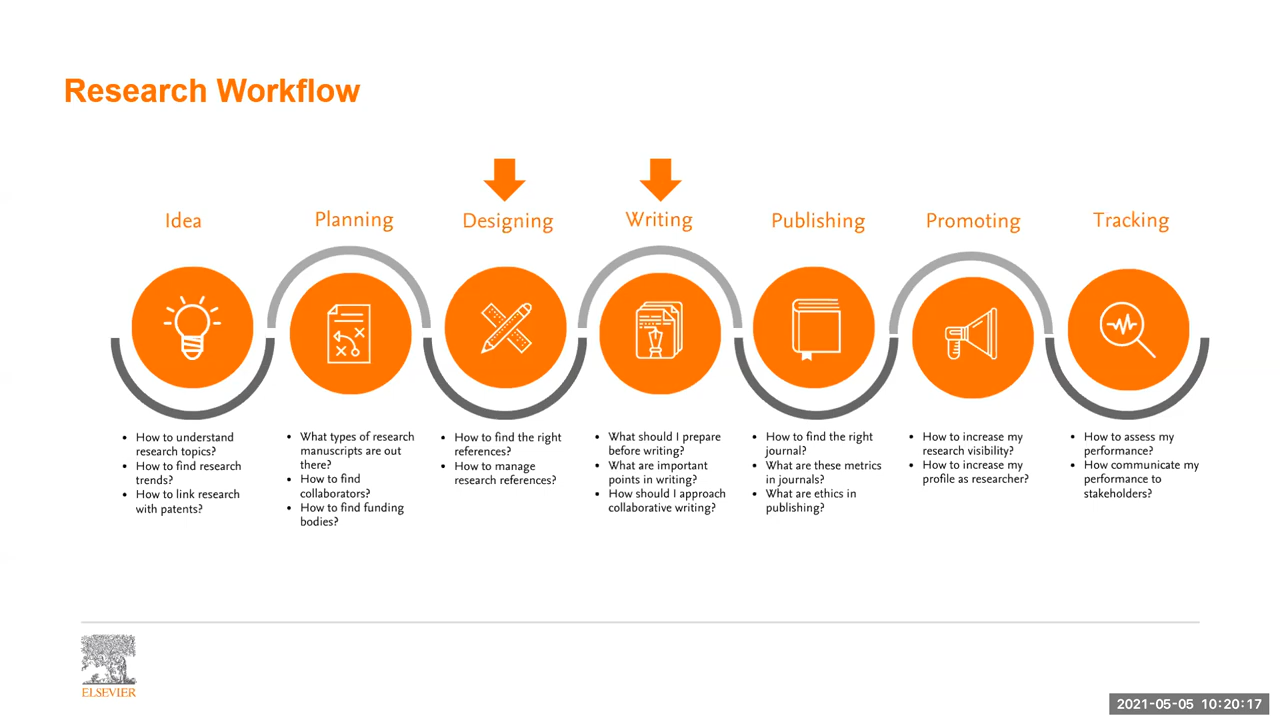 Research Workflow
Idea
Planning
Designing
Writing
Publishing
Promoting
Tracking
• How to understand
research topics?
• How to find research
trends?
• How to link research
with patents?
• What types of research
manuscripts are out
there?
• How to find
collaborators?
• How to find funding
bodies?
• How to find the right
references?
• How to manage
research references?
• What should I prepare
before writing?
• What are important
points in writing?
• How should I approach
collaborative writing?
• How to find the right
journal?
• What are these metrics
in journals?
• What are ethics in
publishing?
• How to increase my
research visibility?
• How to increase my
profile as researcher?
• How to assess my
performance?
• How communicate my
performance to
stakeholders?
ELSEVIER
2021-05-05 10:20:17